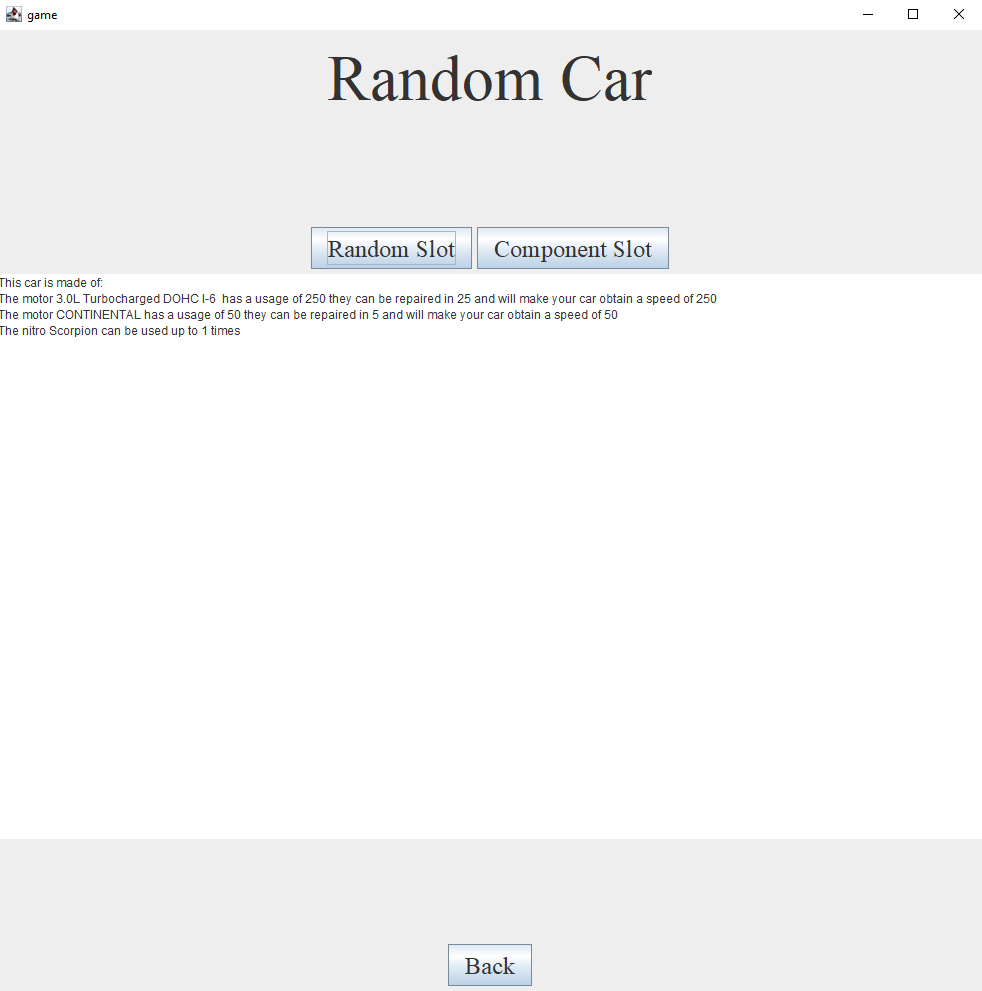 game
Random Car
Random Slot Component Slot
This car is made of:
The motor 3.0L Turbocharged DOHC I-6  has a usage of 250 they can be repaired in 25 and will make your car obtain a speed of 250
The motor CONTINENTAL has a usage of 50 they can be repaired in 5 and will make your car obtain a speed of 50
The nitro Scorpion can be used up to 1 times
Back